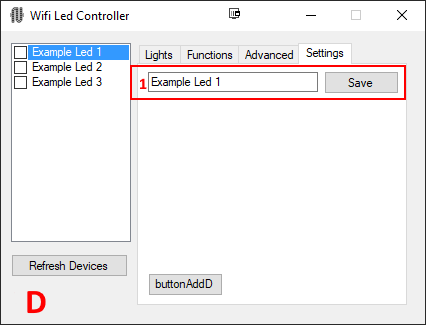 Wifi Led Controller
Example Led 1
Example Led 2
Example Led 3
Lights Functions Advanced Settings
1 Example Led 1 Save
Refresh Devices
buttonAddD
D